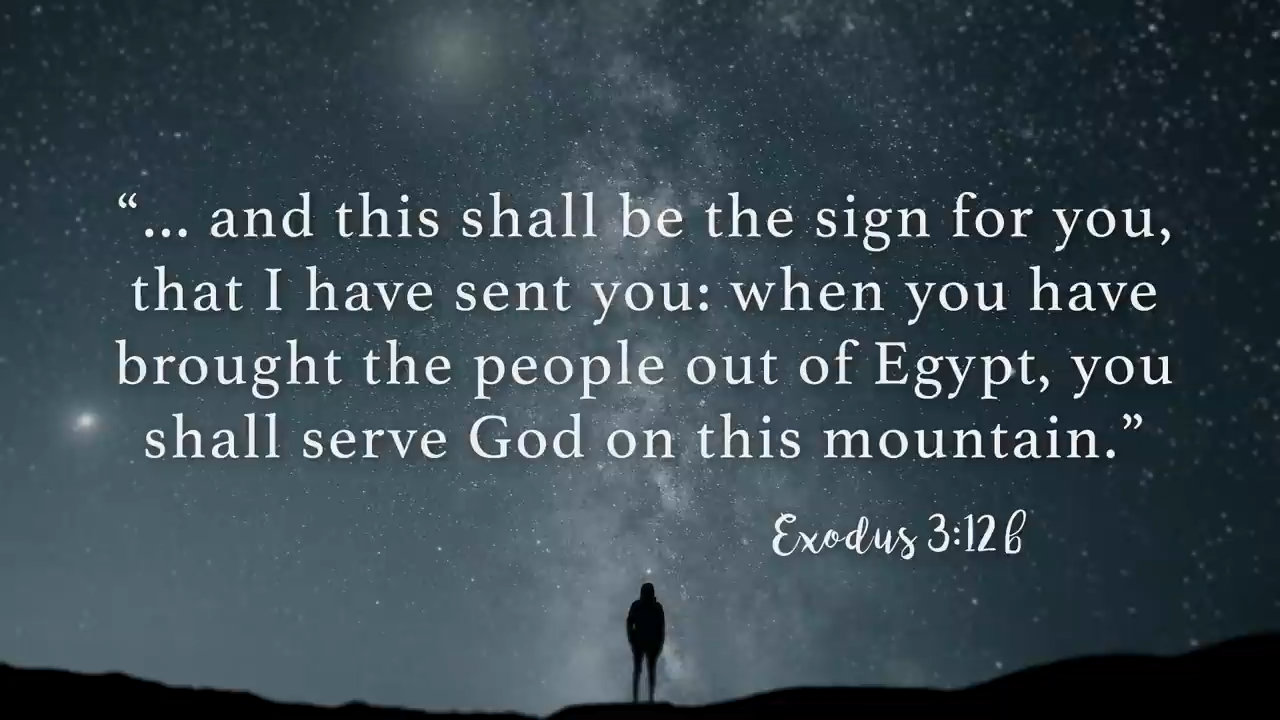 “... and this shall be the sign for you,
that I have sent you: when you have
brought the people out of Egypt, you
shall serve God on this mountain.”
Exodus 3:12b